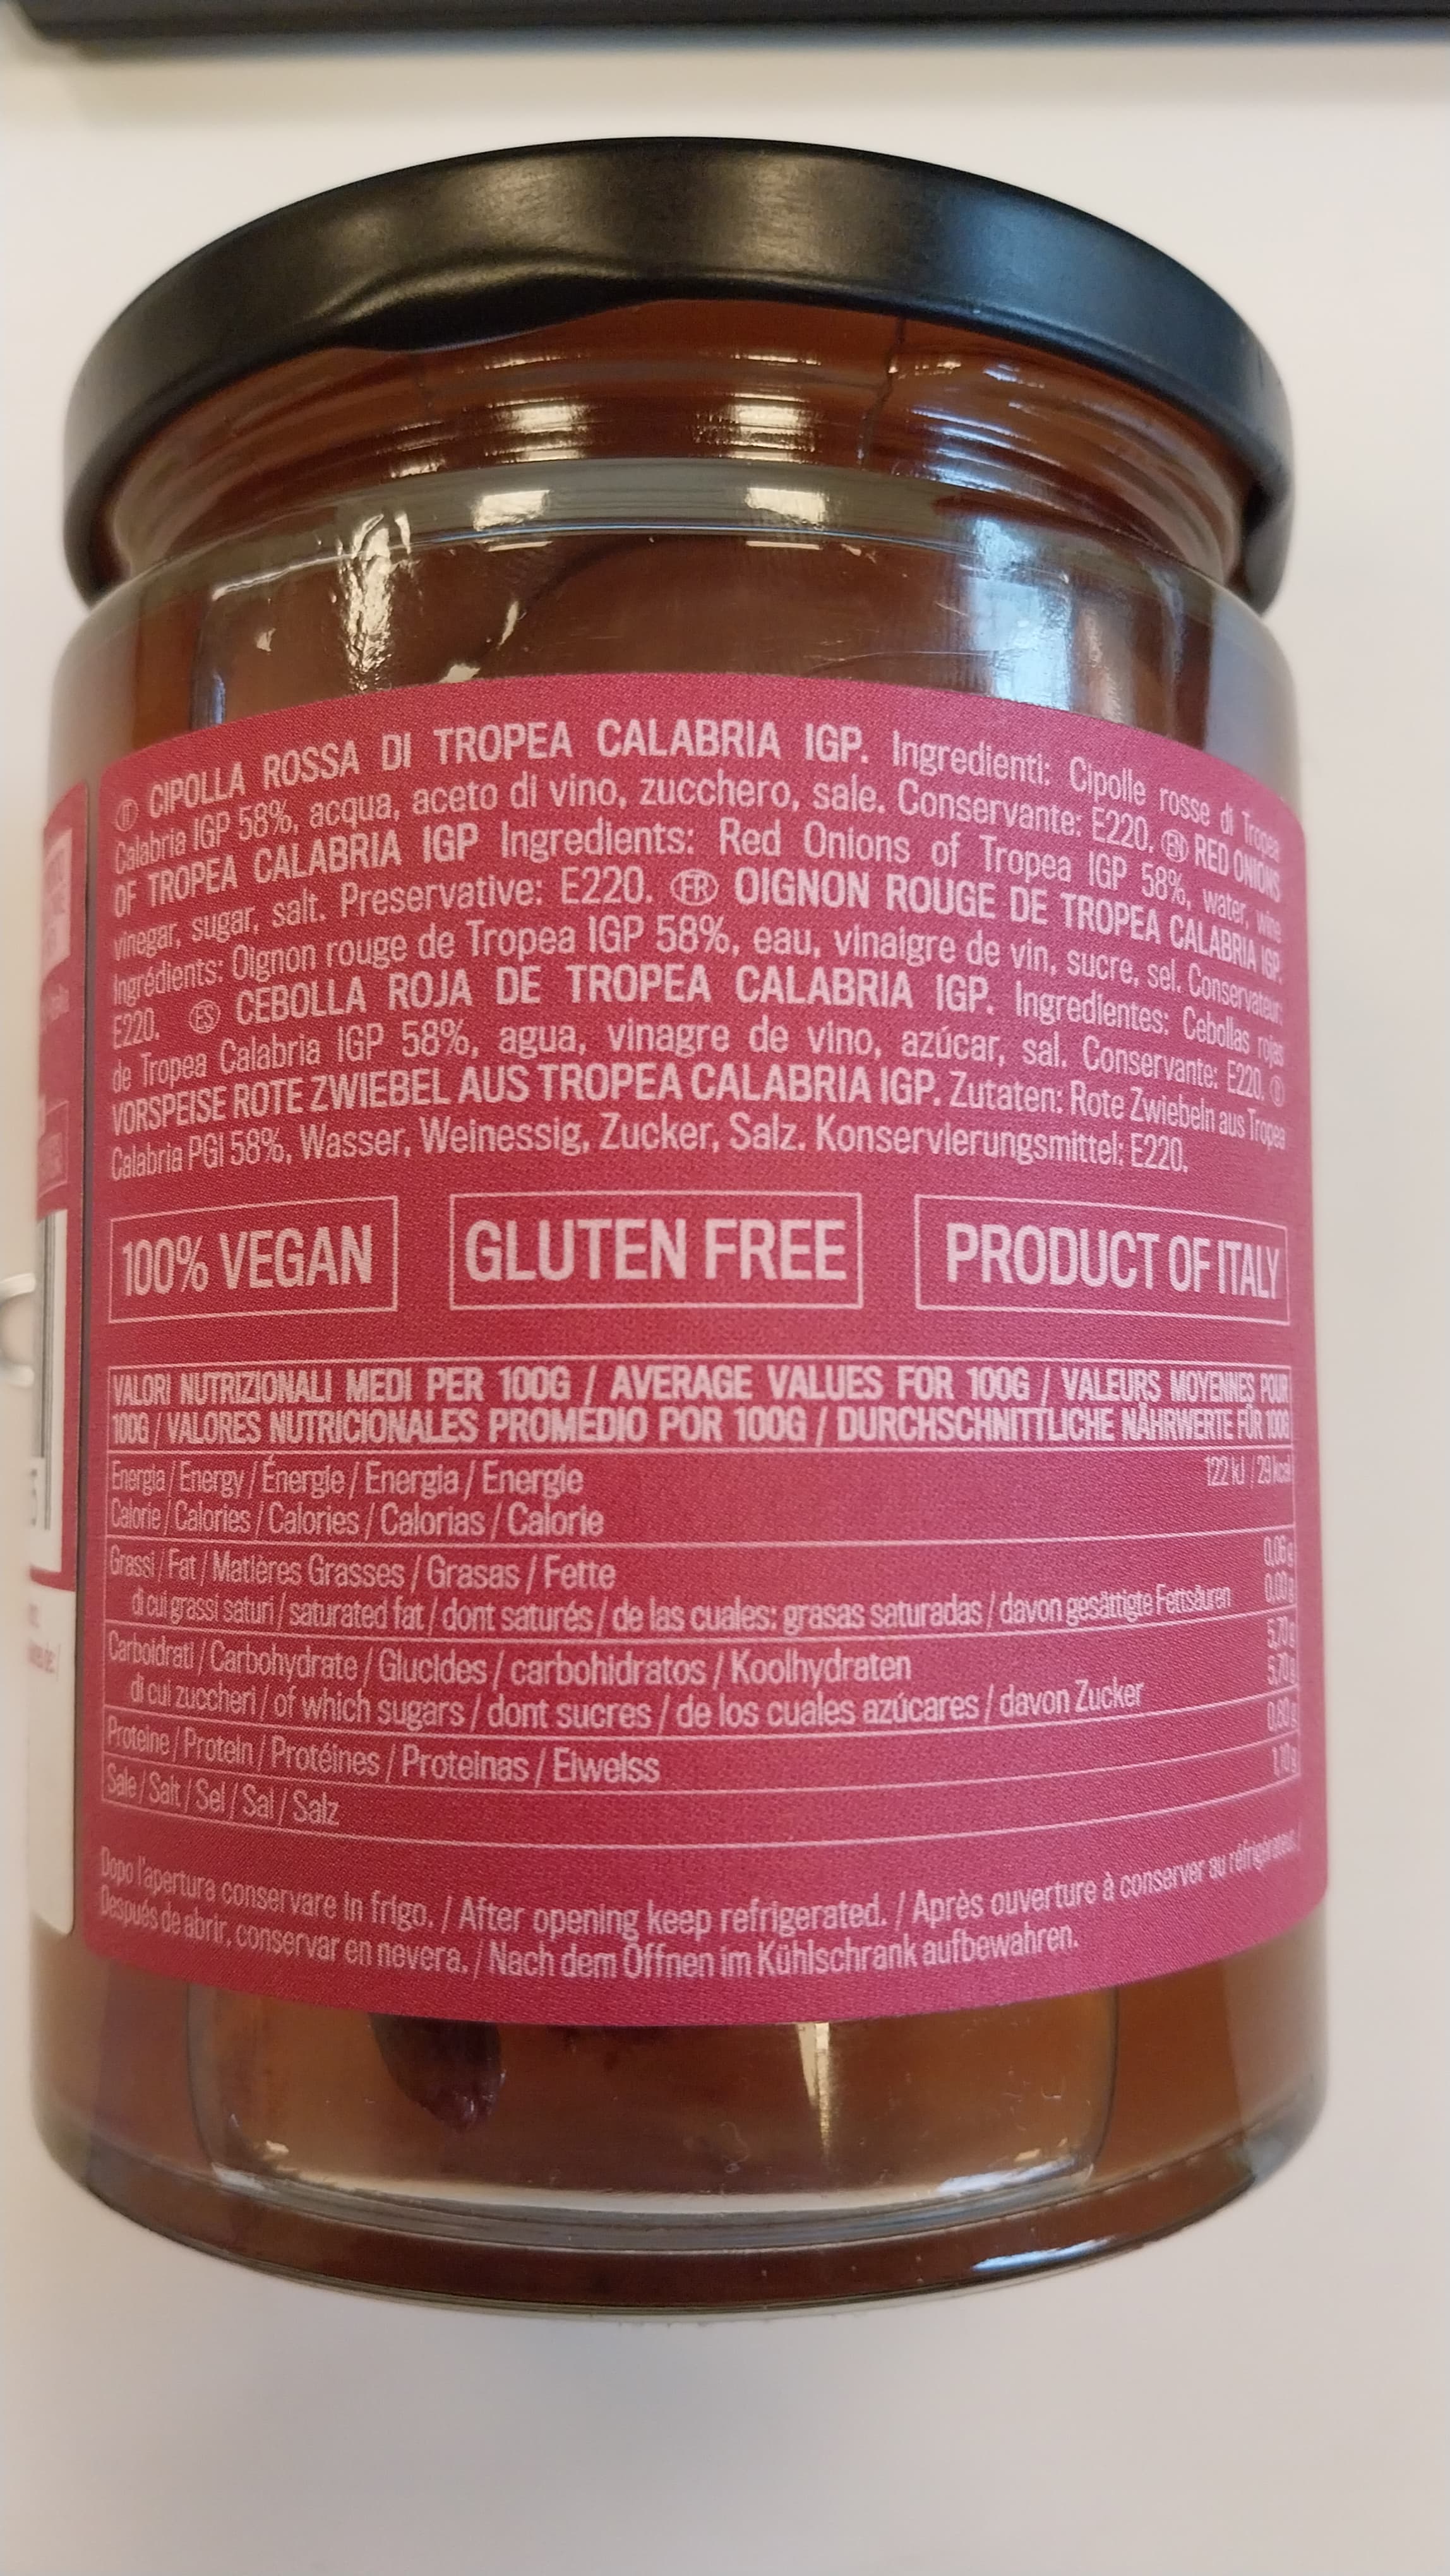 IT CIPOLLA ROSSA DI TROPEA CALABRIA IGP. Ingredienti: Cipolle rosse di Tropea
Calabria IGP 58%, acqua, aceto di vino, zucchero, sale. Conservante: E220. EN RED ONIONS
OF TROPEA CALABRIA IGP Ingredients: Red Onions of Tropea IGP 58%, water, wine
vinegar, sugar, salt. Preservative: E220. FR OIGNON ROUGE DE TROPEA CALABRIA IGP.
Ingrédients: Oignon rouge de Tropea IGP 58%, eau, vinaigre de vin, sucre, sel. Conservateur:
E220. ES CEBOLLA ROJA DE TROPEA CALABRIA IGP. Ingredientes: Cebollas rojas
de Tropea Calabria IGP 58%, agua, vinagre de vino, azúcar, sal. Conservante: E220. D
VORSPEISE ROTE ZWIEBEL AUS TROPEA CALABRIA IGP. Zutaten: Rote Zwiebeln aus Tropea
Calabria PGI 58%, Wasser, Weinessig, Zucker, Salz. Konservierungsmittel: E220.
100% VEGAN GLUTEN FREE PRODUCT OF ITALY
VALORI NUTRIZIONALI MEDI PER 100G / AVERAGE VALUES FOR 100G / VALEURS MOYENNES POUR
100G / VALORES NUTRICIONALES PROMEDIO POR 100G / DURCHSCHNITTLICHE NÄHRWERTE FÜR 100G
Energia / Energy / Énergie / Energia / Energie 122 kJ / 29 kcal
Calorie / Calories / Calories / Calorias / Calorie
Grassi / Fat / Matières Grasses / Grasas / Fette 0,06 g
di cui grassi saturi / saturated fat / dont saturés / de las cuales: grasas saturadas / davon gesättigte Fettsäuren 0,00 g
Carboidrati / Carbohydrate / Glucides / carbohidratos / Koolhydraten 5,70 g
di cui zuccheri / of which sugars / dont sucres / de los cuales azúcares / davon Zucker 5,70 g
Proteine / Protein / Protéines / Proteinas / Eiweiss 0,80 g
Sale / Salt / Sel / Sal / Salz 1,10 g
Dopo l'apertura conservare in frigo. / After opening keep refrigerated. / Après ouverture à conserver au réfrigérateur. /
Después de abrir, conservar en nevera. / Nach dem Öffnen im Kühlschrank aufbewahren.